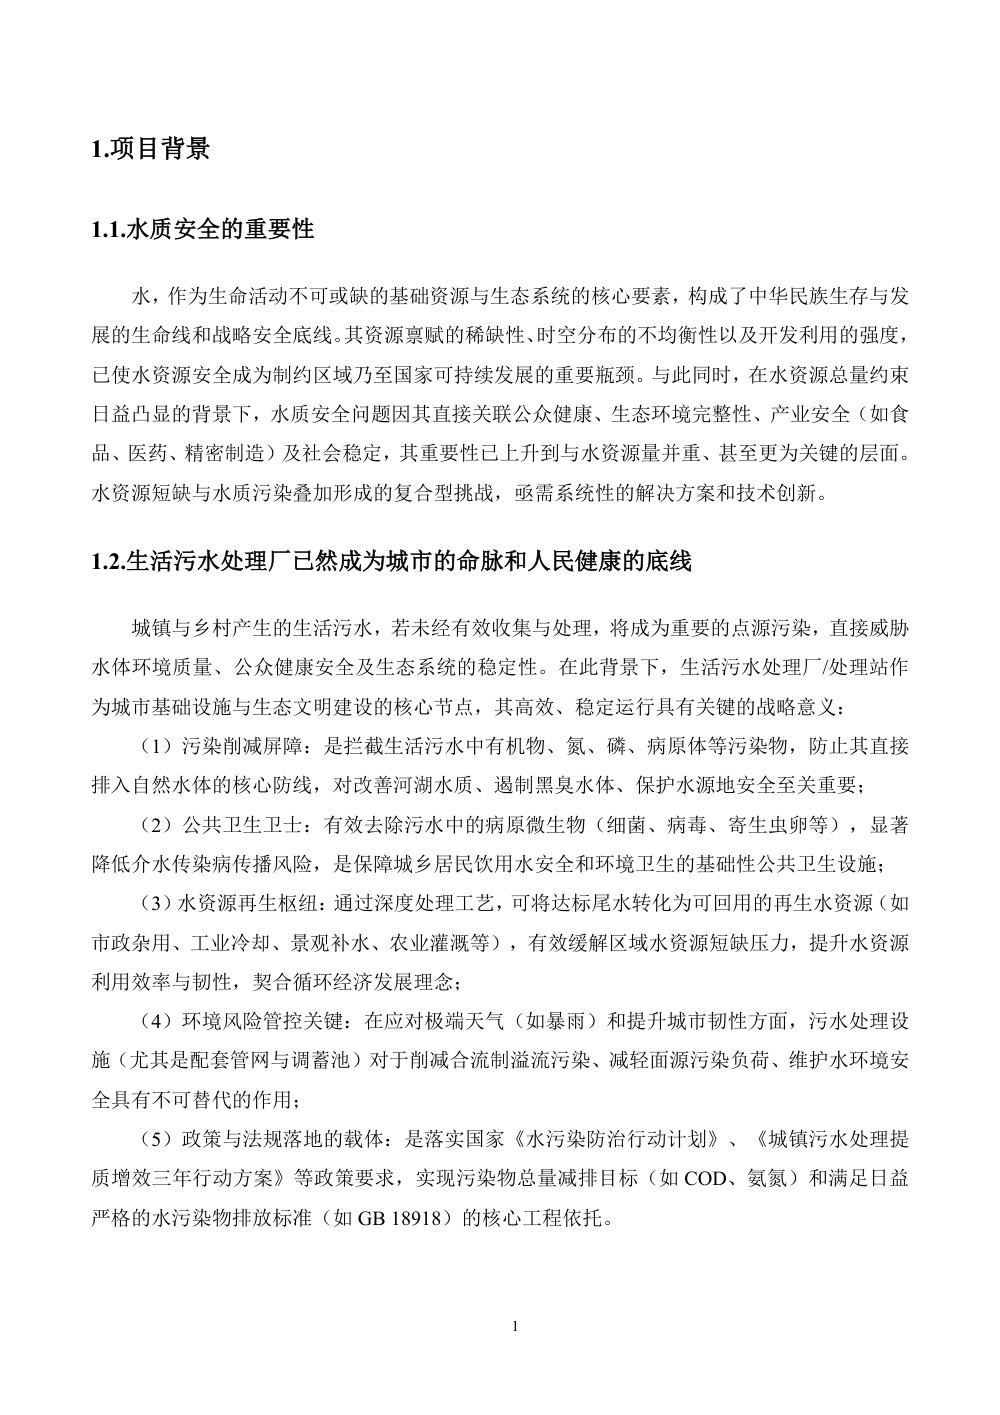 1.项目背景
1.1.水质安全的重要性
水，作为生命活动不可或缺的基础资源与生态系统的核心要素，构成了中华民族生存与发
展的生命线和战略安全底线。其资源禀赋的稀缺性、时空分布的不均衡性以及开发利用的强度，
已使水资源安全成为制约区域乃至国家可持续发展的重要瓶颈。与此同时，在水资源总量约束
日益凸显的背景下，水质安全问题因其直接关联公众健康、生态环境完整性、产业安全（如食
品、医药、精密制造）及社会稳定，其重要性已上升到与水资源量并重、甚至更为关键的层面。
水资源短缺与水质污染叠加形成的复合型挑战，亟需系统性的解决方案和技术创新。
1.2.生活污水处理厂已然成为城市的命脉和人民健康的底线
城镇与乡村产生的生活污水，若未经有效收集与处理，将成为重要的点源污染，直接威胁
水体环境质量、公众健康安全及生态系统的稳定性。在此背景下，生活污水处理厂/处理站作
为城市基础设施与生态文明建设的核心节点，其高效、稳定运行具有关键的战略意义：
（1）污染削减屏障：是拦截生活污水中有机物、氮、磷、病原体等污染物，防止其直接
排入自然水体的核心防线，对改善河湖水质、遏制黑臭水体、保护水源地安全至关重要；
（2）公共卫生卫士：有效去除污水中的病原微生物（细菌、病毒、寄生虫卵等），显著
降低介水传染病传播风险，是保障城乡居民饮用水安全和环境卫生的基础性公共卫生设施；
（3）水资源再生枢纽：通过深度处理工艺，可将达标尾水转化为可回用的再生水资源（如
市政杂用、工业冷却、景观补水、农业灌溉等），有效缓解区域水资源短缺压力，提升水资源
利用效率与韧性，契合循环经济发展理念；
（4）环境风险管控关键：在应对极端天气（如暴雨）和提升城市韧性方面，污水处理设
施（尤其是配套管网与调蓄池）对于削减合流制溢流污染、减轻面源污染负荷、维护水环境安
全具有不可替代的作用；
（5）政策与法规落地的载体：是落实国家《水污染防治行动计划》、《城镇污水处理提
质增效三年行动方案》等政策要求，实现污染物总量减排目标（如 COD、氨氮）和满足日益
严格的水污染物排放标准（如 GB 18918）的核心工程依托。
1